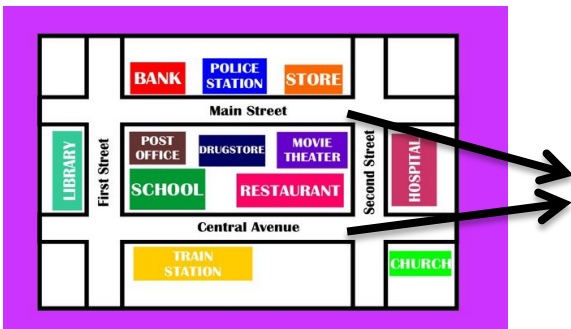 BANK
POLICE
STATION
STORE
Main Street
LIBRARY
First Street
POST
OFFICE
DRUGSTORE
MOVIE
THEATER
Second Street
HOSPITAL
SCHOOL
RESTAURANT
Central Avenue
TRAIN
STATION
CHURCH